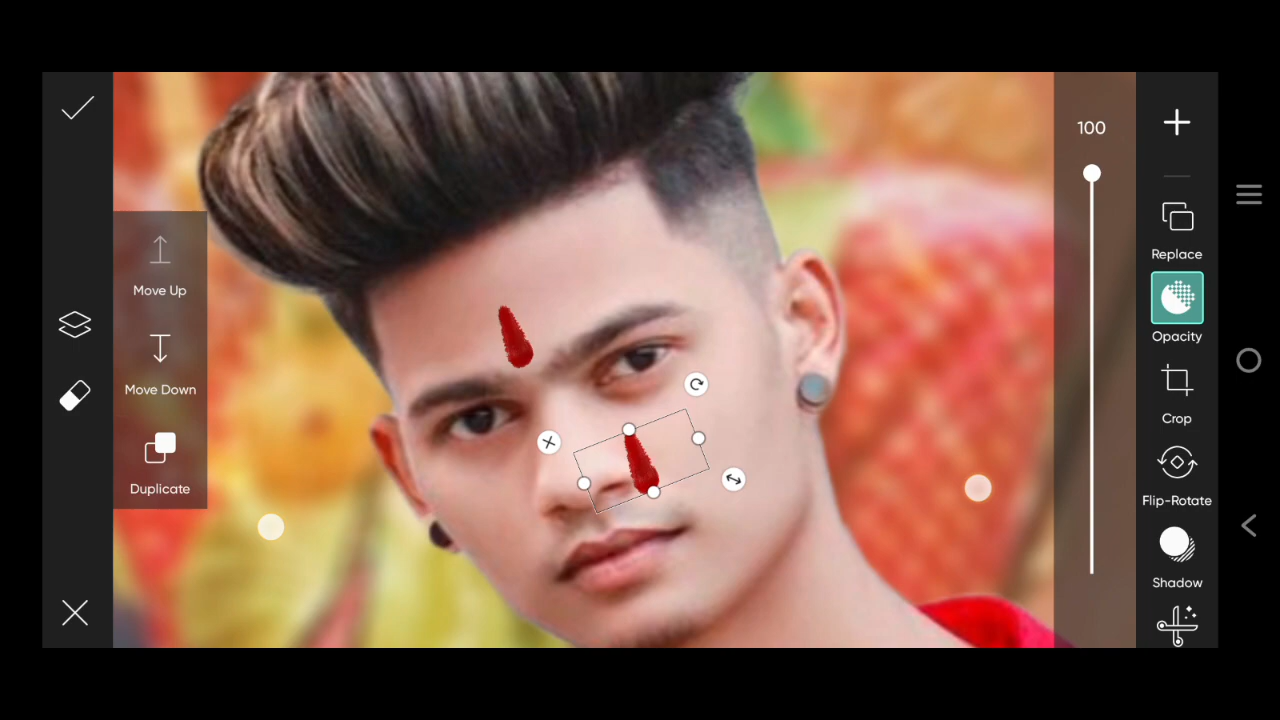 Move Up
Move Down
Duplicate
100
Replace
Opacity
Crop
Flip-Rotate
Shadow